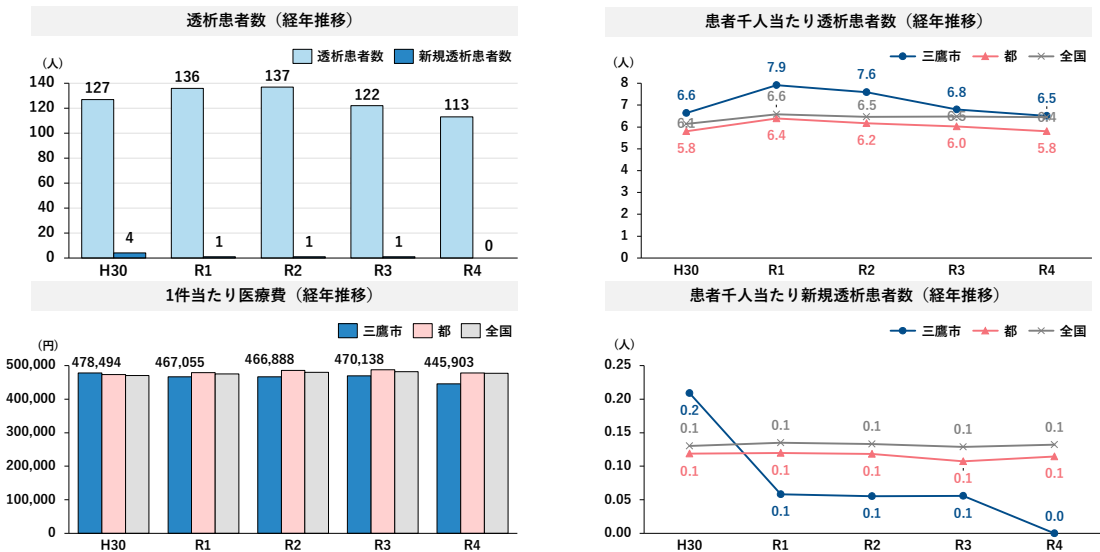 透析患者数（経年推移）
（人）
透析患者数 新規透析患者数
140
120
100
80
60
40
20
0
127 136 137 122 113
4 1 1 1 0
H30 R1 R2 R3 R4
患者千人当たり透析患者数（経年推移）
（人）
三鷹市 都 全国
8
7
6
5
4
3
2
1
0
6.6 7.9 7.6 6.8 6.5
6.1 6.6 6.5 6.5 6.4
5.8 6.4 6.2 6.0 5.8
H30 R1 R2 R3 R4
1件当たり医療費（経年推移）
（円）
三鷹市 都 全国
500,000
400,000
300,000
200,000
100,000
0
478,494 467,055 466,888 470,138 445,903
H30 R1 R2 R3 R4
患者千人当たり新規透析患者数（経年推移）
（人）
三鷹市 都 全国
0.25
0.20
0.15
0.10
0.05
0.00
0.2 0.1 0.1 0.1 0.0
0.1 0.1 0.1 0.1 0.1
0.1 0.1 0.1 0.1 0.1
H30 R1 R2 R3 R4